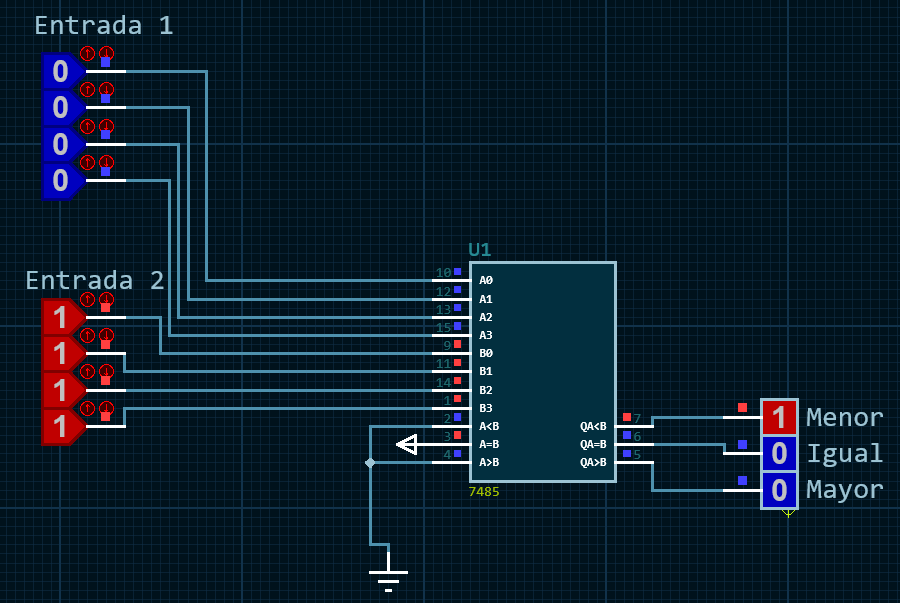 Entrada 1
0
0
0
0
Entrada 2
1
1
1
1
U1
10 A0
12 A1
13 A2
15 A3
9 B0
11 B1
14 B2
1 B3
2 A<B
3 A=B
4 A>B
QA<B 7
QA=B 6
QA>B 5
7485
1 Menor
0 Igual
0 Mayor